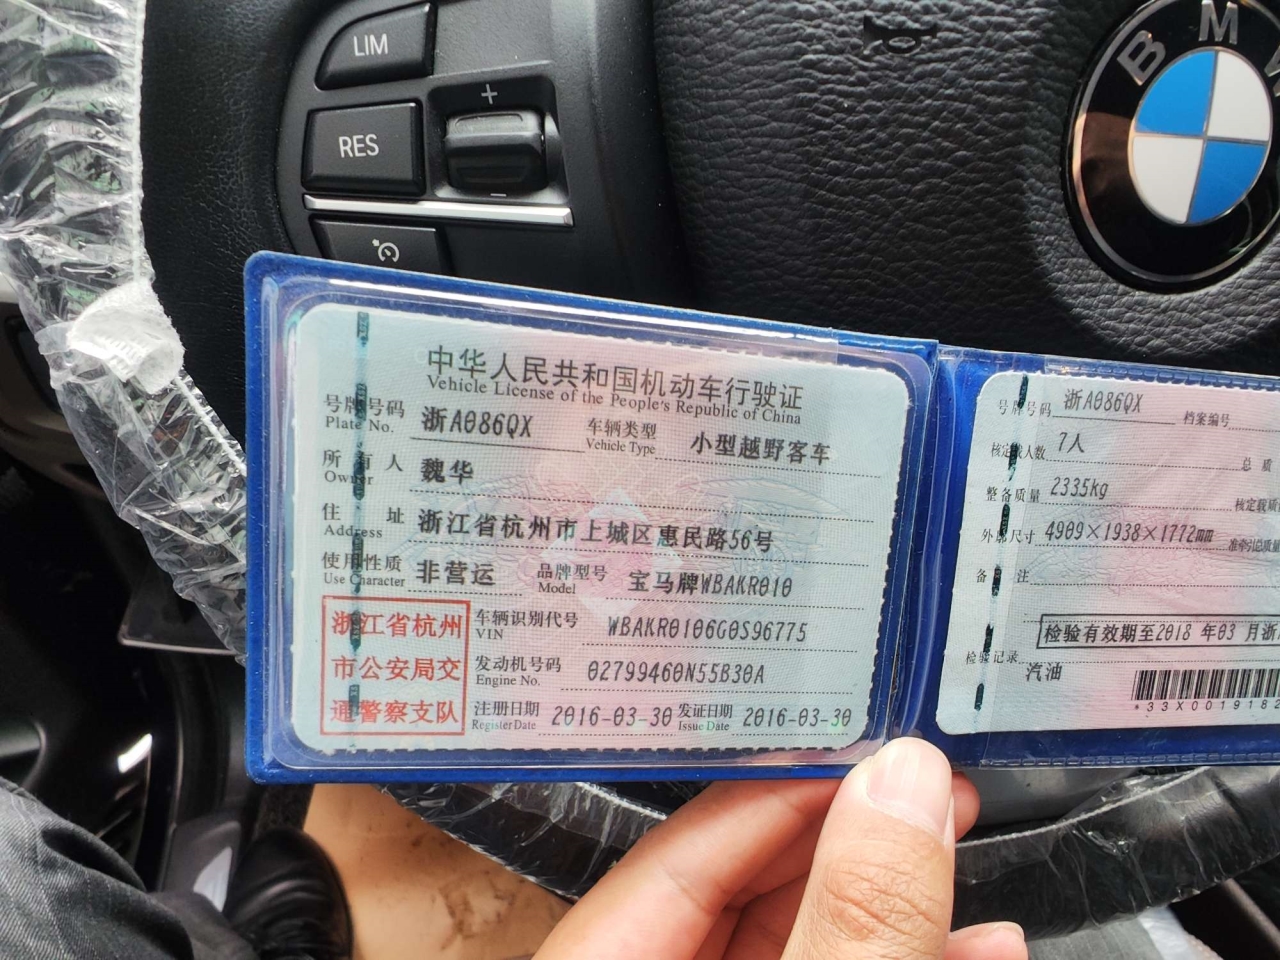 LIM
+
RES
−
BMW
中华人民共和国机动车行驶证
Vehicle License of the People's Republic of China
号牌号码 浙A086QX 车辆类型 小型越野客车
Plate No. Vehicle Type
所有人 魏华
Owner
住址 浙江省杭州市上城区惠民路56号
Address
使用性质 非营运 品牌型号 宝马牌WBAKR010
Use Character Model
浙江省杭州
市公安局交
通警察支队
车辆识别代号 WBAKR0106G0S96775
VIN
发动机号码 02799460N55B30A
Engine No.
注册日期 2016-03-30 发证日期 2016-03-30
Register Date Issue Date
号牌号码 浙A086QX 档案编号
核定载人数 7人 总质
整备质量 2335kg 核定载质
外廓尺寸 4909×1938×1772mm 准牵引总质量
备注
检验有效期至2018 年03 月浙
检验记录
汽油
*33X0019182